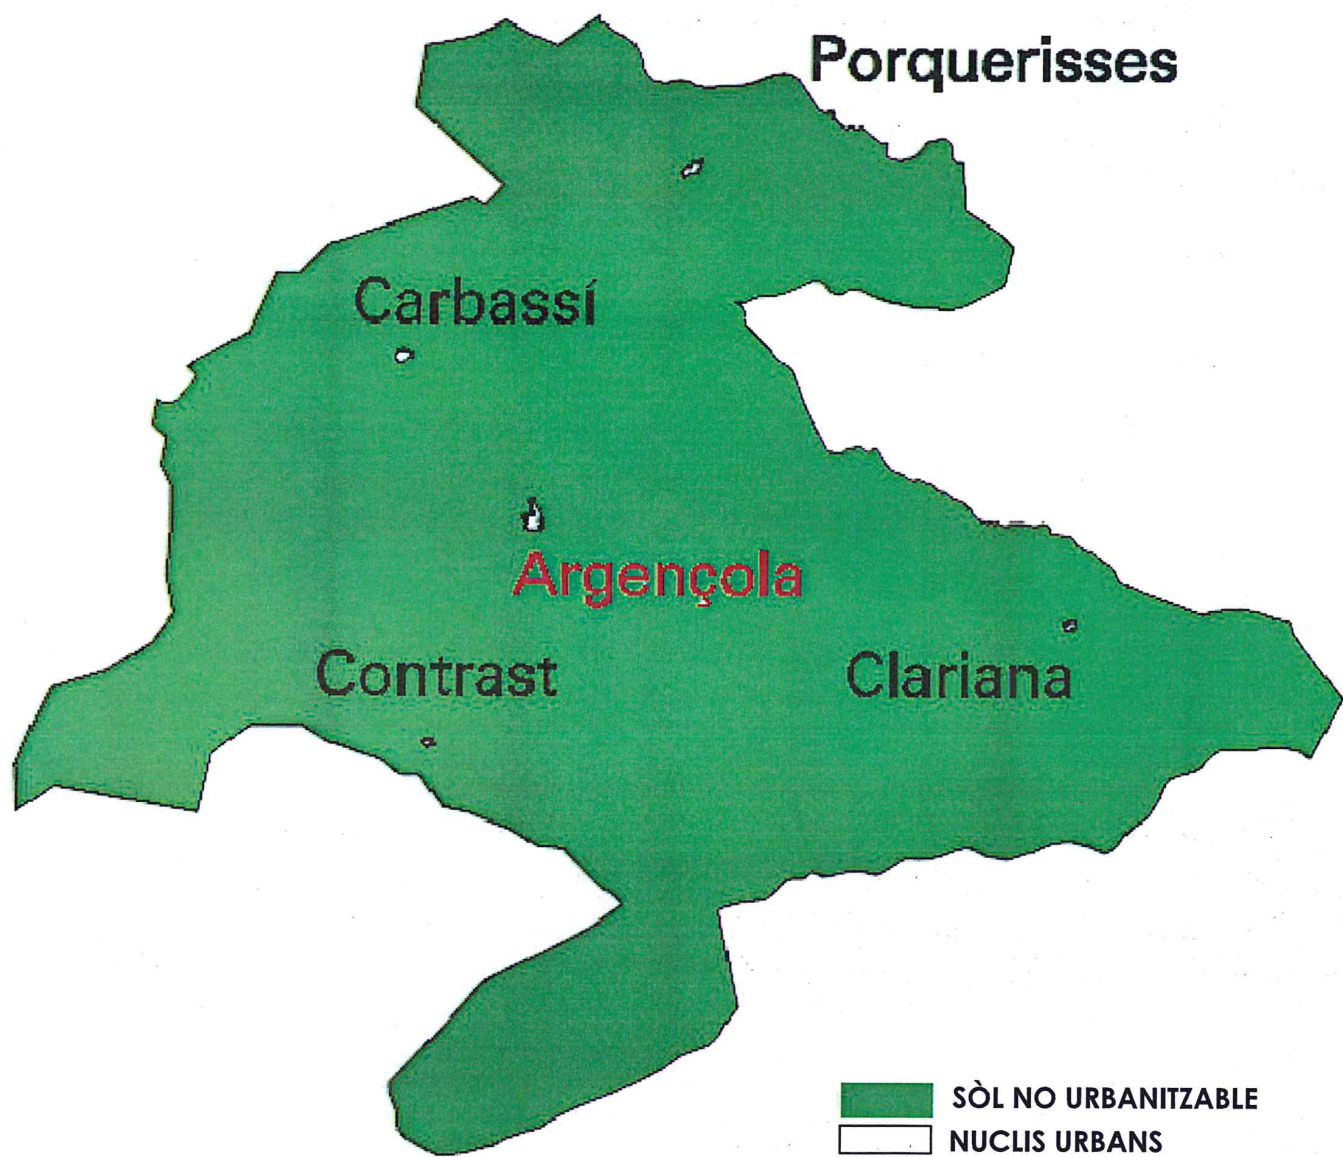 Porquerisses
Carbassí
Argençola
Contrast
Clariana
SÒL NO URBANITZABLE
NUCLIS URBANS